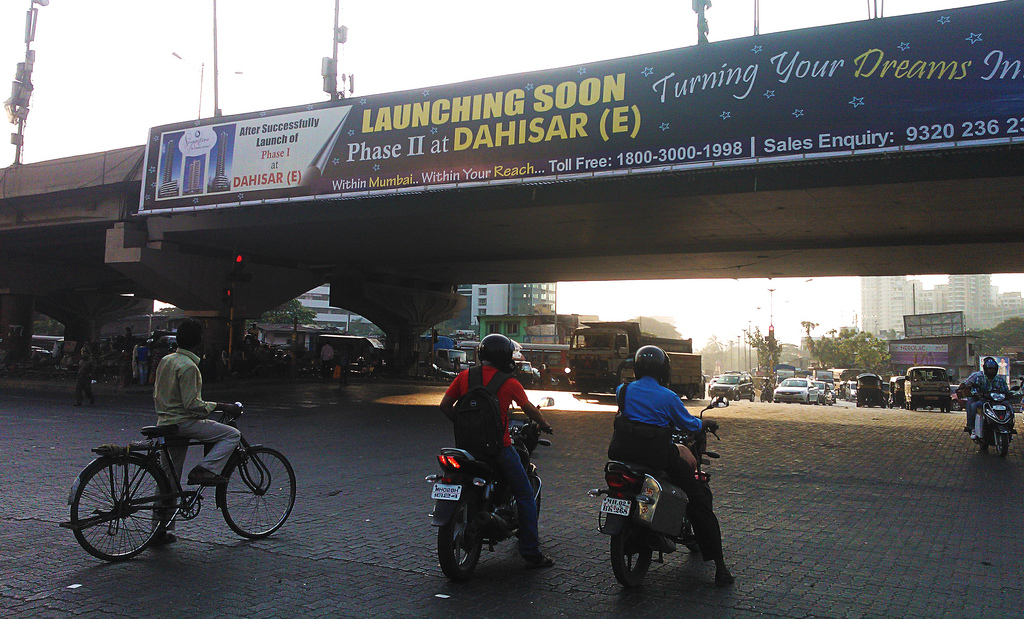 After Successfully
Launch of
Phase I
at
DAHISAR (E)
LAUNCHING SOON
Phase II at DAHISAR (E)
Within Mumbai.. Within Your Reach...
Toll Free: 1800-3000-1998 | Sales Enquiry: 9320 236 23
Turning Your Dreams In